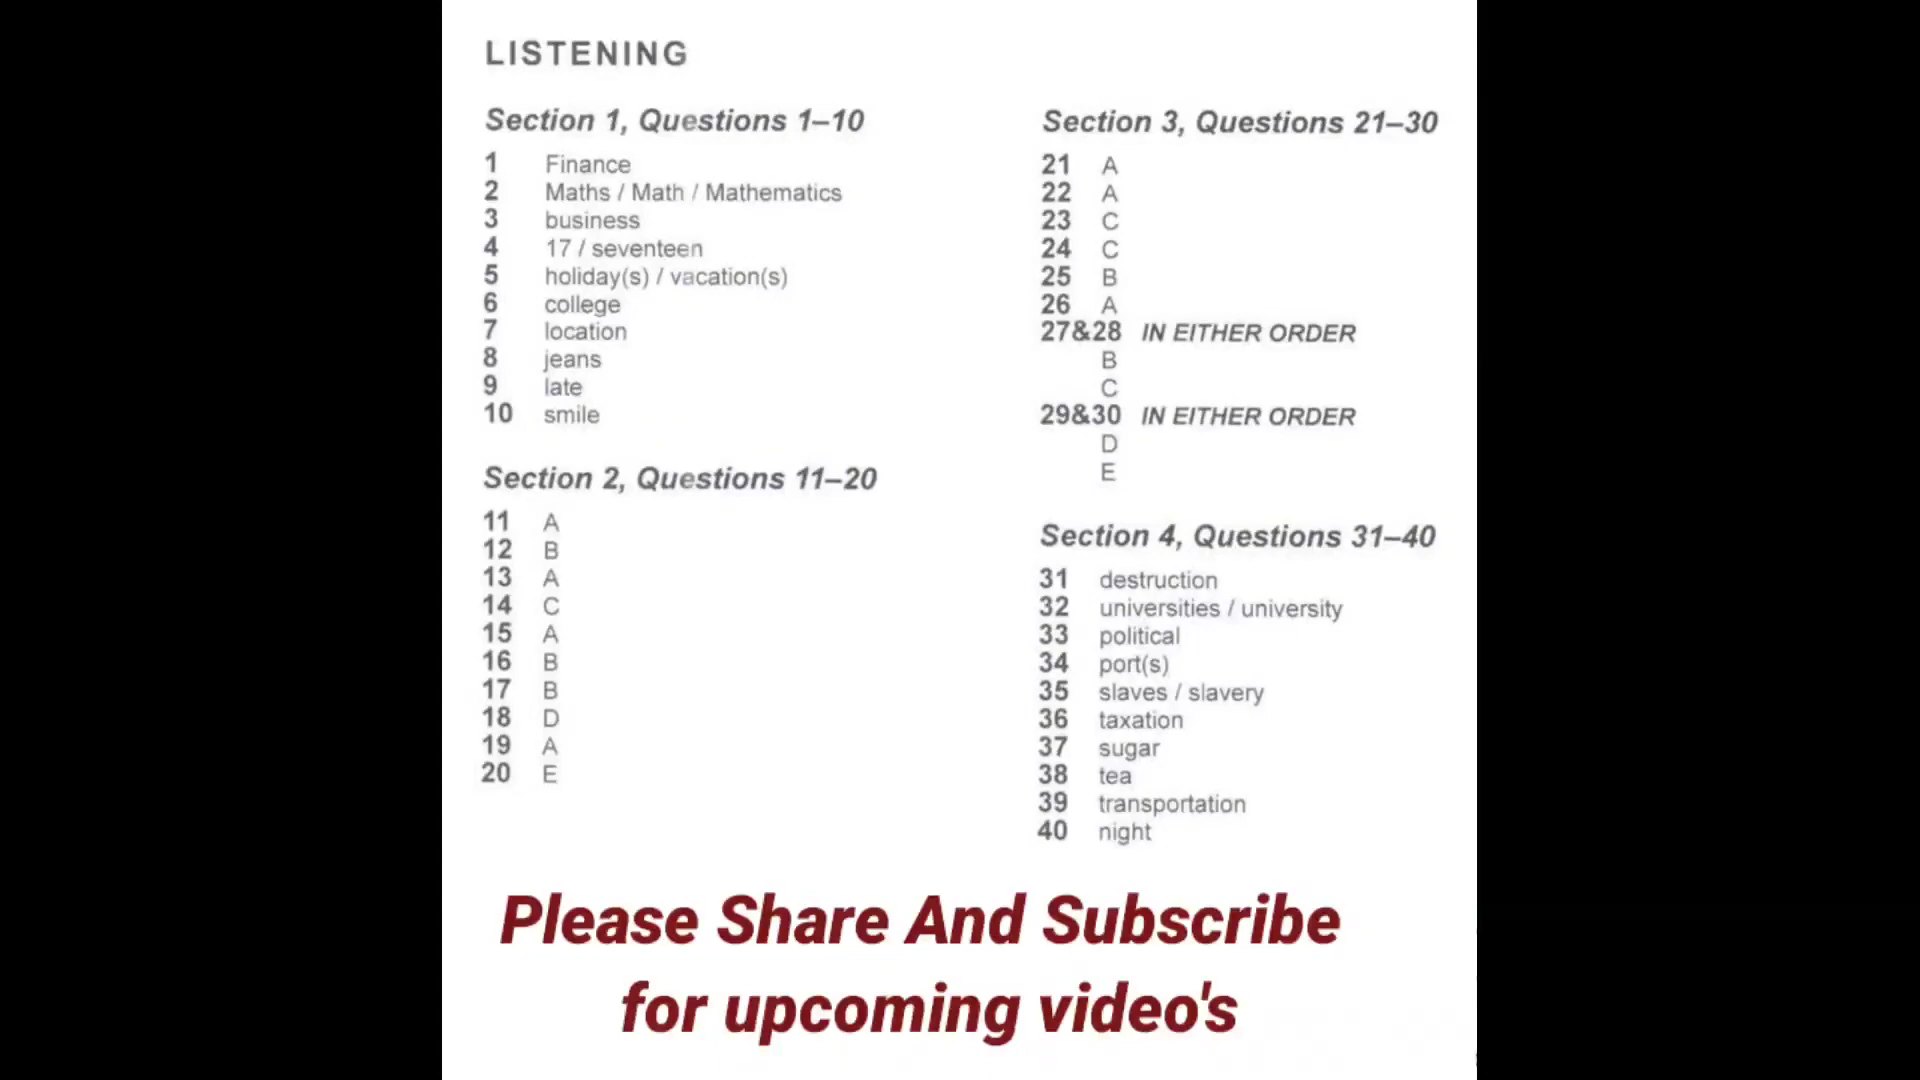 LISTENING
Section 1, Questions 1–10
1 Finance
2 Maths / Math / Mathematics
3 business
4 17 / seventeen
5 holiday(s) / vacation(s)
6 college
7 location
8 jeans
9 late
10 smile
Section 2, Questions 11–20
11 A
12 B
13 A
14 C
15 A
16 B
17 B
18 D
19 A
20 E
Section 3, Questions 21–30
21 A
22 A
23 C
24 C
25 B
26 A
27&28 IN EITHER ORDER
B
C
29&30 IN EITHER ORDER
D
E
Section 4, Questions 31–40
31 destruction
32 universities / university
33 political
34 port(s)
35 slaves / slavery
36 taxation
37 sugar
38 tea
39 transportation
40 night
Please Share And Subscribe
for upcoming video's